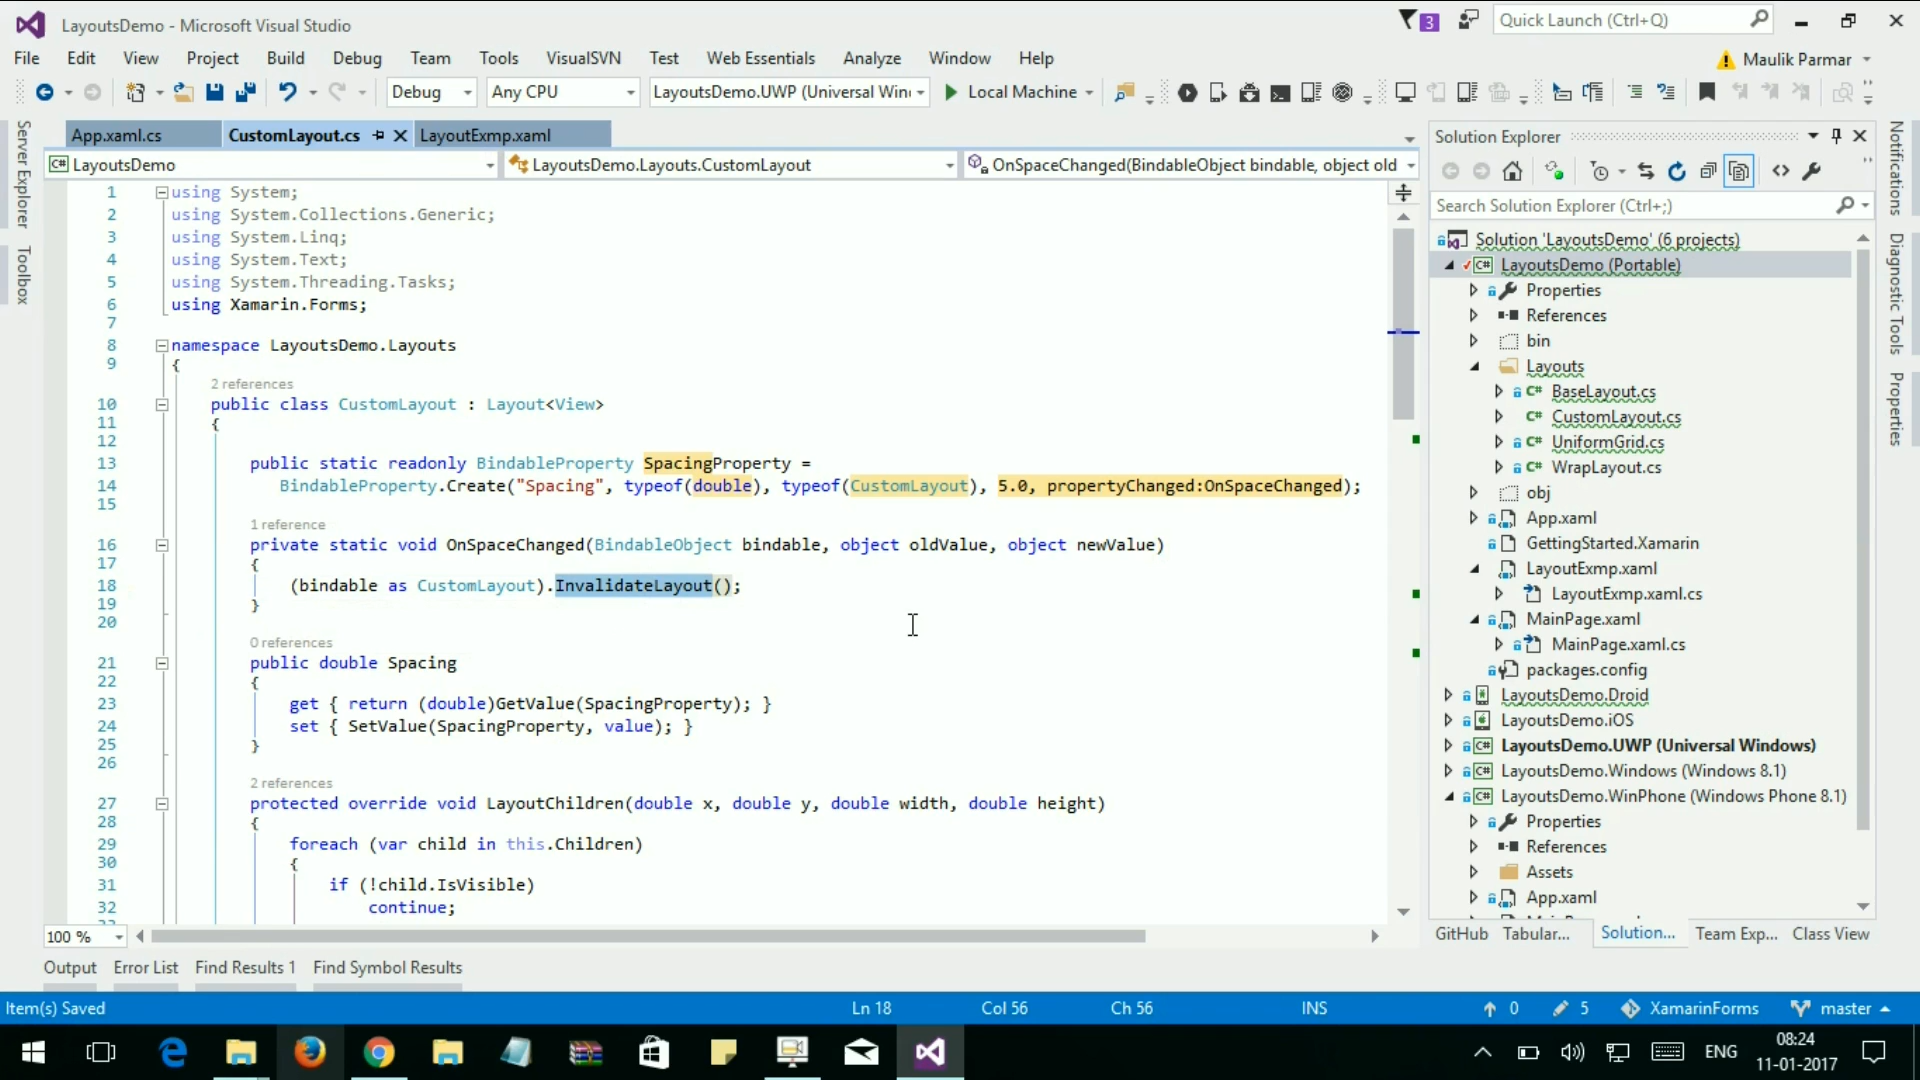 LayoutsDemo - Microsoft Visual Studio
3
Quick Launch (Ctrl+Q)
File Edit View Project Build Debug Team Tools VisualSVN Test Web Essentials Analyze Window Help
Maulik Parmar
Debug Any CPU LayoutsDemo.UWP (Universal Win Local Machine
App.xaml.cs CustomLayout.cs LayoutExmp.xaml
LayoutsDemo LayoutsDemo.Layouts.CustomLayout OnSpaceChanged(BindableObject bindable, object old
Server Explorer
Toolbox
1 using System;
2 using System.Collections.Generic;
3 using System.Linq;
4 using System.Text;
5 using System.Threading.Tasks;
6 using Xamarin.Forms;
7
8 namespace LayoutsDemo.Layouts
9 {
2 references
10 public class CustomLayout : Layout<View>
11 {
12
13 public static readonly BindableProperty SpacingProperty =
14 BindableProperty.Create("Spacing", typeof(double), typeof(CustomLayout), 5.0, propertyChanged:OnSpaceChanged);
15
1 reference
16 private static void OnSpaceChanged(BindableObject bindable, object oldValue, object newValue)
17 {
18 (bindable as CustomLayout).InvalidateLayout();
19 }
20
0 references
21 public double Spacing
22 {
23 get { return (double)GetValue(SpacingProperty); }
24 set { SetValue(SpacingProperty, value); }
25 }
26
2 references
27 protected override void LayoutChildren(double x, double y, double width, double height)
28 {
29 foreach (var child in this.Children)
30 {
31 if (!child.IsVisible)
32 continue;
100 %
Solution Explorer
Search Solution Explorer (Ctrl+;)
Solution 'LayoutsDemo' (6 projects)
LayoutsDemo (Portable)
Properties
References
bin
Layouts
BaseLayout.cs
CustomLayout.cs
UniformGrid.cs
WrapLayout.cs
obj
App.xaml
GettingStarted.Xamarin
LayoutExmp.xaml
LayoutExmp.xaml.cs
MainPage.xaml
MainPage.xaml.cs
packages.config
LayoutsDemo.Droid
LayoutsDemo.iOS
LayoutsDemo.UWP (Universal Windows)
LayoutsDemo.Windows (Windows 8.1)
LayoutsDemo.WinPhone (Windows Phone 8.1)
Properties
References
Assets
App.xaml
GitHub Tabular... Solution... Team Exp... Class View
Notifications
Diagnostic Tools
Properties
Output Error List Find Results 1 Find Symbol Results
Item(s) Saved Ln 18 Col 56 Ch 56 INS 0 5 XamarinForms master
ENG
08:24
11-01-2017